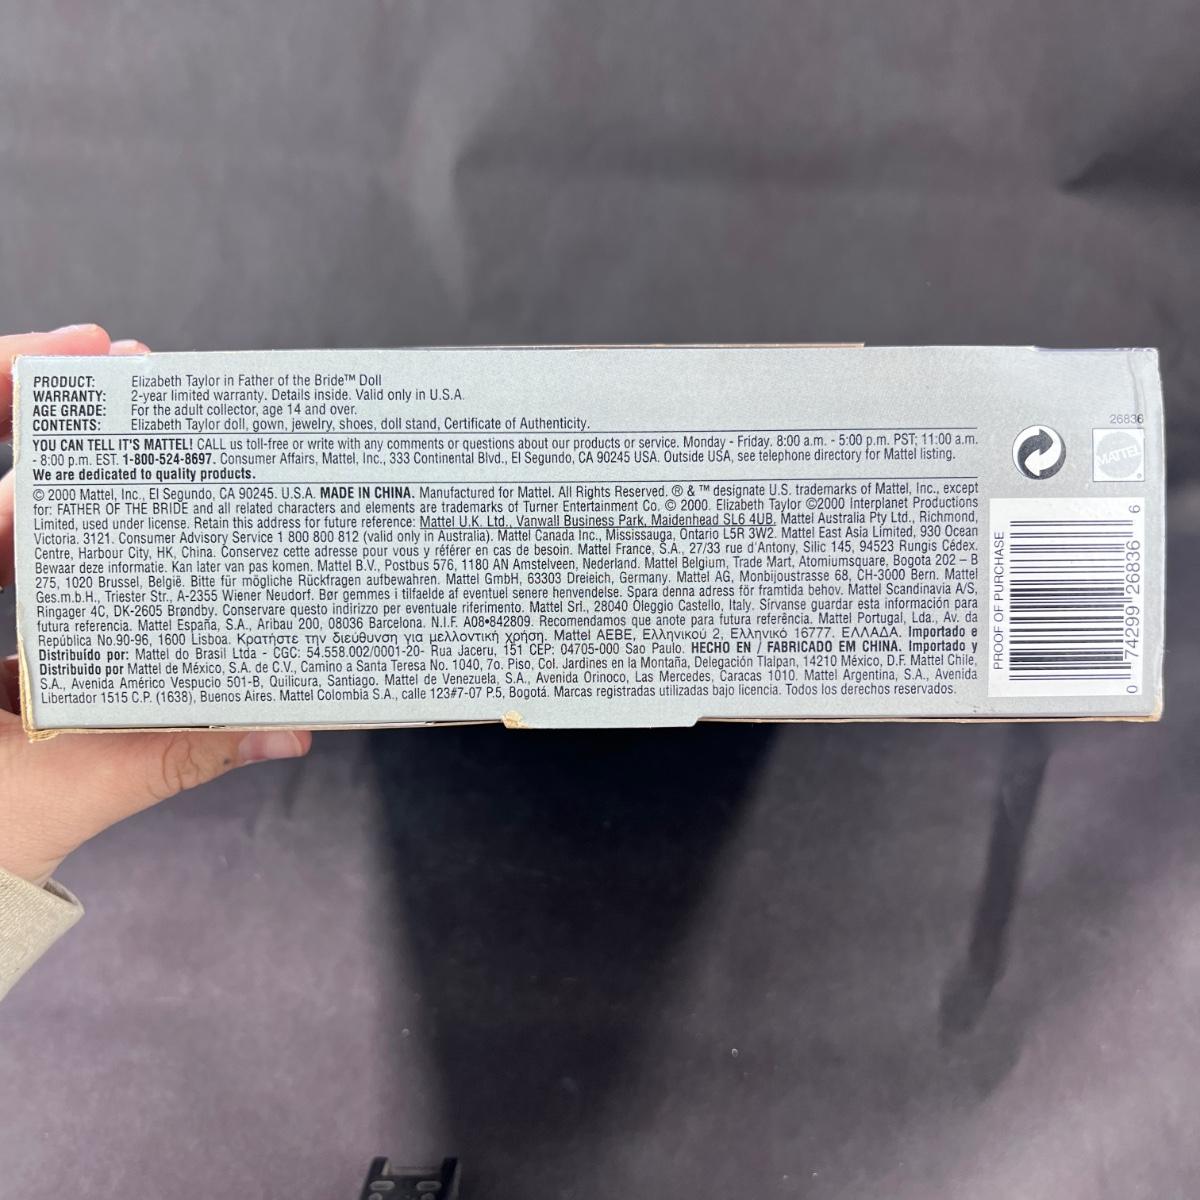 PRODUCT: Elizabeth Taylor in Father of the Bride™ Doll
WARRANTY: 2-year limited warranty. Details inside. Valid only in U.S.A.
AGE GRADE: For the adult collector, age 14 and over.
CONTENTS: Elizabeth Taylor doll, gown, jewelry, shoes, doll stand, Certificate of Authenticity.
YOU CAN TELL IT'S MATTEL! CALL us toll-free or write with any comments or questions about our products or service. Monday - Friday. 8:00 a.m. - 5:00 p.m. PST; 11:00 a.m.
- 8:00 p.m. EST. 1-800-524-8697. Consumer Affairs, Mattel, Inc., 333 Continental Blvd., El Segundo, CA 90245 USA. Outside USA, see telephone directory for Mattel listing.
We are dedicated to quality products.
© 2000 Mattel, Inc., El Segundo, CA 90245. U.S.A. MADE IN CHINA. Manufactured for Mattel. All Rights Reserved. ® & ™ designate U.S. trademarks of Mattel, Inc., except
for: FATHER OF THE BRIDE and all related characters and elements are trademarks of Turner Entertainment Co. © 2000. Elizabeth Taylor ©2000 Interplanet Productions
Limited, used under license. Retain this address for future reference: Mattel U.K. Ltd., Vanwall Business Park, Maidenhead SL6 4UB. Mattel Australia Pty Ltd., Richmond,
Victoria. 3121. Consumer Advisory Service 1 800 800 812 (valid only in Australia). Mattel Canada Inc., Mississauga, Ontario L5R 3W2. Mattel East Asia Limited, 930 Ocean
Centre, Harbour City, HK, China. Conservez cette adresse pour vous y référer en cas de besoin. Mattel France, S.A., 27/33 rue d'Antony, Silic 145, 94523 Rungis Cédex.
Bewaar deze informatie. Kan later van pas komen. Mattel B.V., Postbus 576, 1180 AN Amstelveen, Nederland. Mattel Belgium, Trade Mart, Atomiumsquare, Bogota 202 – B
275, 1020 Brussel, België. Bitte für mögliche Rückfragen aufbewahren. Mattel GmbH, 63303 Dreieich, Germany. Mattel AG, Monbijoustrasse 68, CH-3000 Bern. Mattel
Ges.m.b.H., Triester Str., A-2355 Wiener Neudorf. Bør gemmes i tilfaelde af eventuel senere henvendelse. Spara denna adress för framtida behov. Mattel Scandinavia A/S,
Ringager 4C, DK-2605 Brøndby. Conservare questo indirizzo per eventuale riferimento. Mattel Srl., 28040 Oleggio Castello, Italy. Sírvanse guardar esta información para
futura referencia. Mattel España, S.A., Aribau 200, 08036 Barcelona. N.I.F. A08•842809. Recomendamos que anote para futura referência. Mattel Portugal, Lda., Av. da
República No.90-96, 1600 Lisboa. Κρατήστε την διεύθυνση για μελλοντική χρήση. Mattel AEBE, Ελληνικού 2, Ελληνικό 16777. ΕΛΛΑΔΑ. Importado e
Distribuído por: Mattel do Brasil Ltda - CGC: 54.558.002/0001-20- Rua Jaceru, 151 CEP: 04705-000 Sao Paulo. HECHO EN / FABRICADO EM CHINA. Importado y
Distribuido por Mattel de México, S.A. de C.V., Camino a Santa Teresa No. 1040, 7o. Piso, Col. Jardines en la Montaña, Delegación Tlalpan, 14210 México, D.F. Mattel Chile,
S.A., Avenida Américo Vespucio 501-B, Quilicura, Santiago. Mattel de Venezuela, S.A., Avenida Orinoco, Las Mercedes, Caracas 1010. Mattel Argentina, S.A., Avenida
Libertador 1515 C.P. (1638), Buenos Aires. Mattel Colombia S.A., calle 123#7-07 P.5, Bogotá. Marcas registradas utilizadas bajo licencia. Todos los derechos reservados.
26836
MATTEL
PROOF OF PURCHASE
0 74299 26836 6